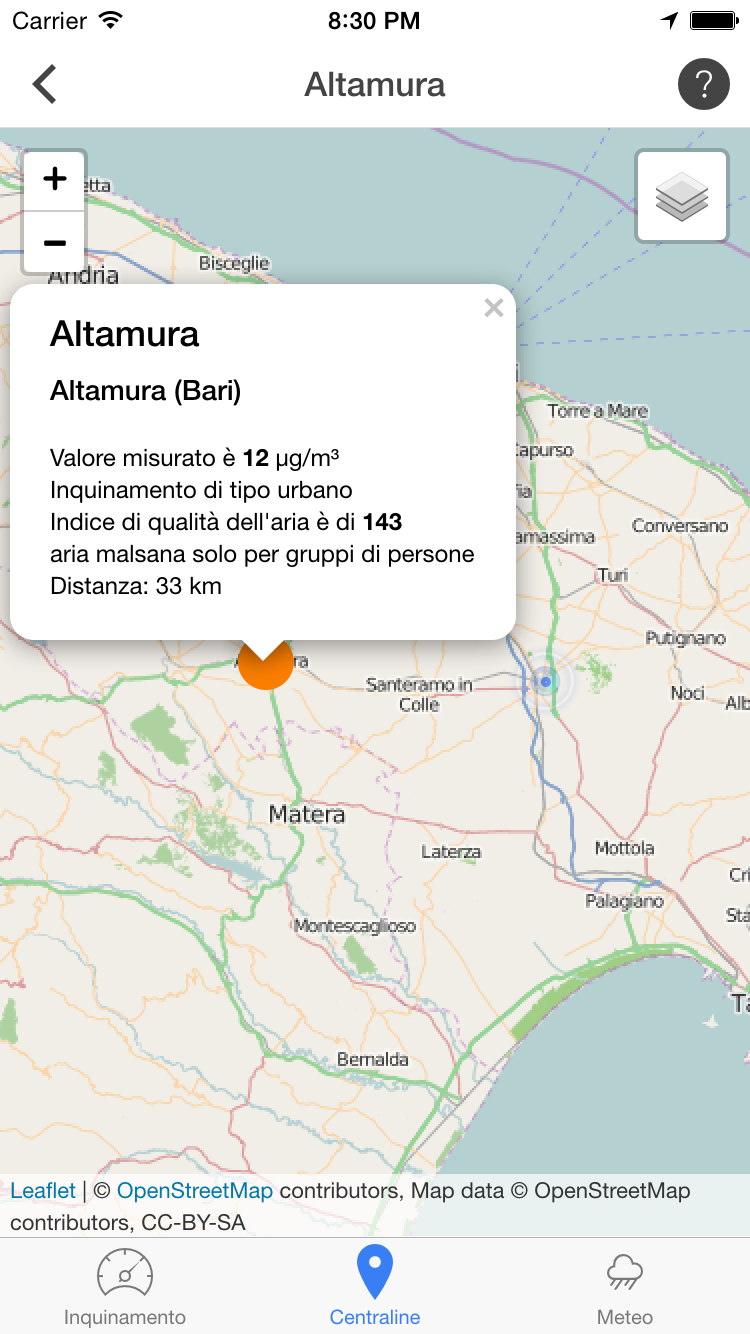 Carrier 8:30 PM
Altamura
?
+
etta
−
Andria
Bisceglie
×
Altamura
Altamura (Bari)
Valore misurato è 12 µg/m³
Inquinamento di tipo urbano
Indice di qualità dell'aria è di 143
aria malsana solo per gruppi di persone
Distanza: 33 km
Torre a Mare
Capurso
Conversano
amassima
Turi
Putignano
Santeramo in
Colle
Noci
Alb
Matera
Laterza
Mottola
Cri
Palagiano
Sta
Montescaglioso
Ta
Bernalda
Leaflet | © OpenStreetMap contributors, Map data © OpenStreetMap
contributors, CC-BY-SA
Inquinamento Centraline Meteo